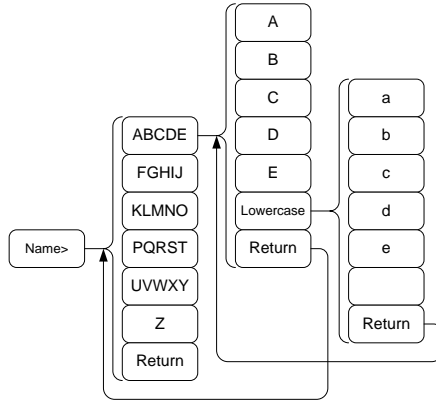 Name>
ABCDE
FGHIJ
KLMNO
PQRST
UVWXY
Z
Return
A
B
C
D
E
Lowercase
Return
a
b
c
d
e
Return